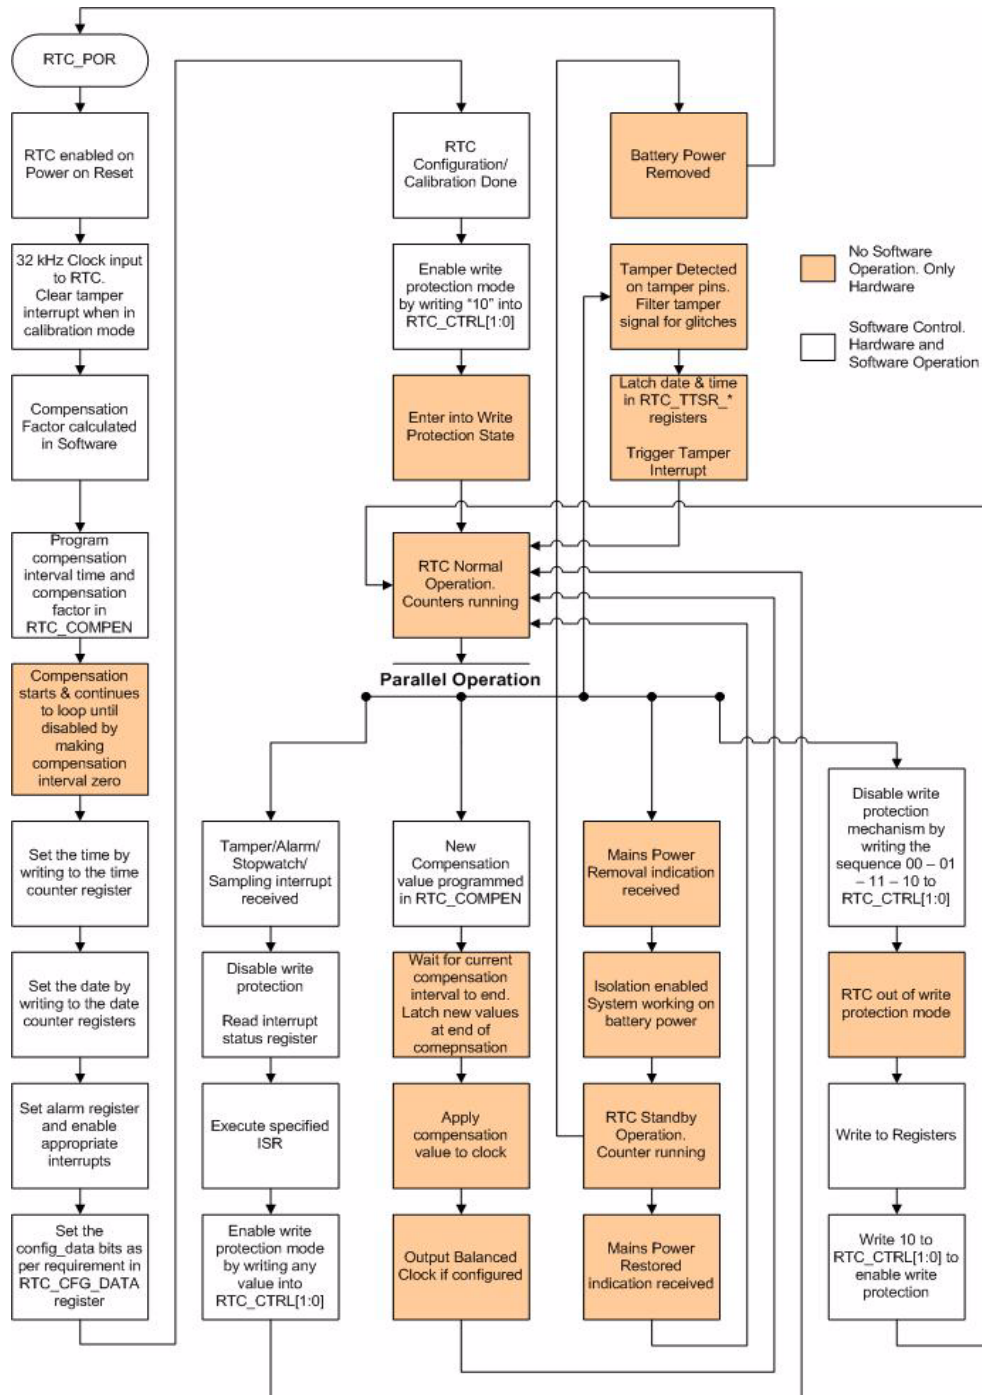 RTC_POR
RTC enabled on
Power on Reset
32 kHz Clock input
to RTC.
Clear tamper
interrupt when in
calibration mode
Compensation
Factor calculated
in Software
Program
compensation
interval time and
compensation
factor in
RTC_COMPEN
Compensation
starts & continues
to loop until
disabled by
making
compensation
interval zero
Set the time by
writing to the time
counter register
Set the date by
writing to the date
counter registers
Set alarm register
and enable
appropriate
interrupts
Set the
config_data bits as
per requirement in
RTC_CFG_DATA
register
RTC
Configuration/
Calibration Done
Enable write
protection mode
by writing “10” into
RTC_CTRL[1:0]
Enter into Write
Protection State
RTC Normal
Operation.
Counters running
Parallel Operation
Battery Power
Removed
Tamper Detected
on tamper pins.
Filter tamper
signal for glitches
Latch date & time
in RTC_TTSR_*
registers
Trigger Tamper
Interrupt
No Software
Operation. Only
Hardware
Software Control.
Hardware and
Software Operation
Tamper/Alarm/
Stopwatch/
Sampling interrupt
received
Disable write
protection
Read interrupt
status register
Execute specified
ISR
Enable write
protection mode
by writing any
value into
RTC_CTRL[1:0]
New
Compensation
value programmed
in RTC_COMPEN
Wait for current
compensation
interval to end.
Latch new values
at end of
comepnsation
Apply
compensation
value to clock
Output Balanced
Clock if configured
Mains Power
Removal indication
received
Isolation enabled
System working on
battery power
RTC Standby
Operation.
Counter running
Mains Power
Restored
indication received
Disable write
protection
mechanism by
writing the
sequence 00 – 01
– 11 – 10 to
RTC_CTRL[1:0]
RTC out of write
protection mode
Write to Registers
Write 10 to
RTC_CTRL[1:0] to
enable write
protection